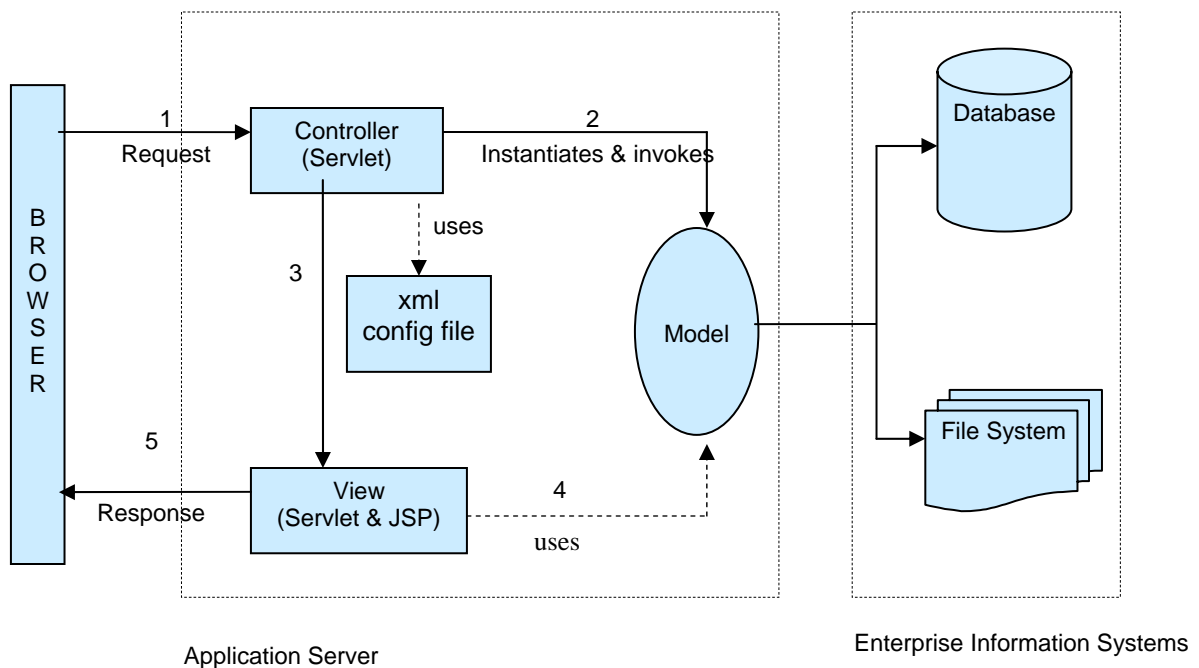 1
Request
Controller
(Servlet)
2
Instantiates & invokes
Database
B
R
O
W
S
E
R
uses
3
xml
config file
Model
File System
5
Response
View
(Servlet & JSP)
4
uses
Application Server
Enterprise Information Systems